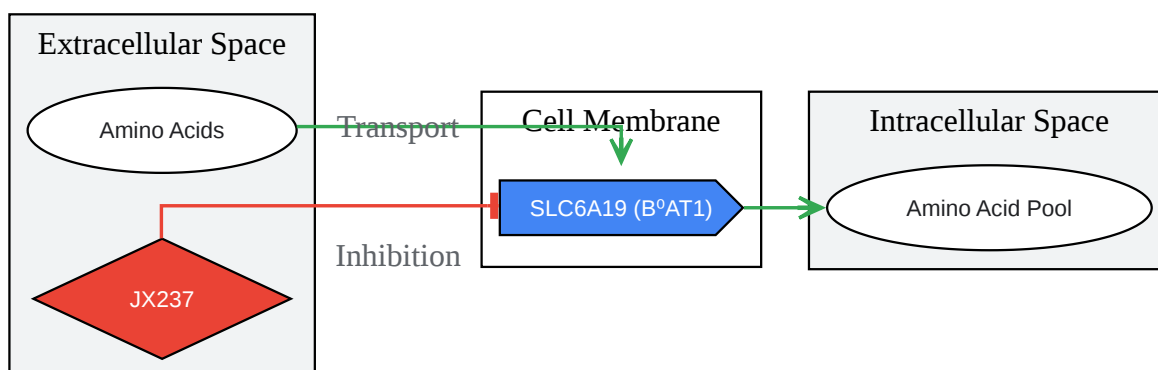 Extracellular Space
Amino Acids
JX237
Transport
Inhibition
Cell Membrane
SLC6A19 (B⁰AT1)
Intracellular Space
Amino Acid Pool